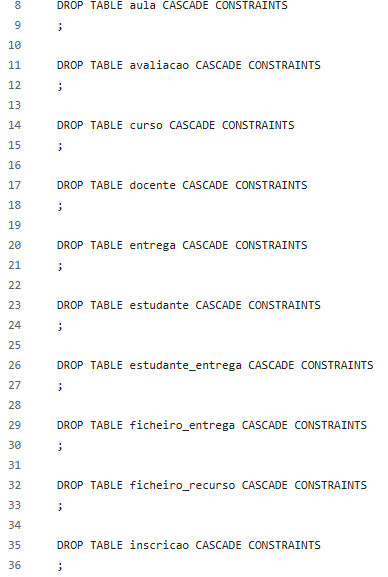 8 DROP TABLE aula CASCADE CONSTRAINTS
9 ;
10
11 DROP TABLE avaliacao CASCADE CONSTRAINTS
12 ;
13
14 DROP TABLE curso CASCADE CONSTRAINTS
15 ;
16
17 DROP TABLE docente CASCADE CONSTRAINTS
18 ;
19
20 DROP TABLE entrega CASCADE CONSTRAINTS
21 ;
22
23 DROP TABLE estudante CASCADE CONSTRAINTS
24 ;
25
26 DROP TABLE estudante_entrega CASCADE CONSTRAINTS
27 ;
28
29 DROP TABLE ficheiro_entrega CASCADE CONSTRAINTS
30 ;
31
32 DROP TABLE ficheiro_recurso CASCADE CONSTRAINTS
33 ;
34
35 DROP TABLE inscricao CASCADE CONSTRAINTS
36 ;